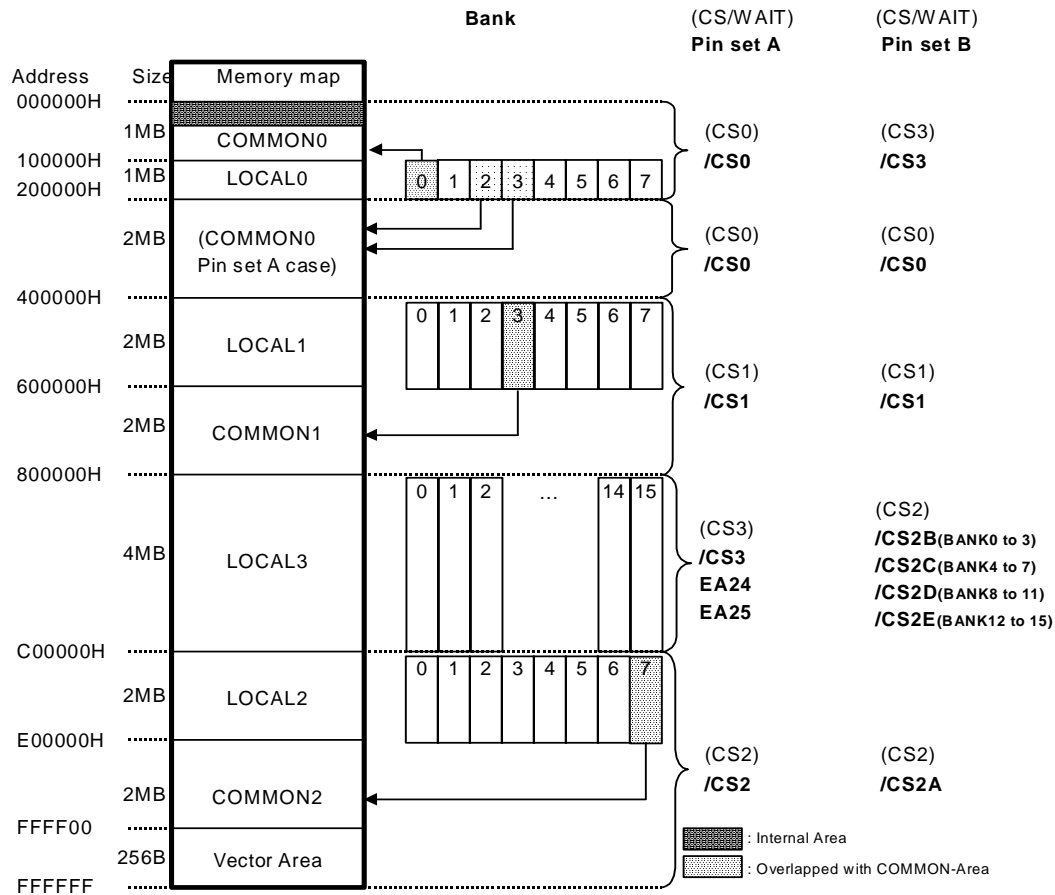 Bank (CS/WAIT) (CS/WAIT)
Pin set A Pin set B
Address Size Memory map
000000H
1MB COMMON0 (CS0) (CS3)
/CS0 /CS3
100000H
1MB LOCAL0 0 1 2 3 4 5 6 7
200000H
2MB (COMMON0 (CS0) (CS0)
Pin set A case) /CS0 /CS0
400000H
0 1 2 3 4 5 6 7
2MB LOCAL1
600000H (CS1) (CS1)
/CS1 /CS1
2MB COMMON1
800000H
0 1 2 ... 14 15
(CS3) (CS2)
4MB LOCAL3 /CS3 /CS2B(BANK0 to 3)
EA24 /CS2C(BANK4 to 7)
EA25 /CS2D(BANK8 to 11)
/CS2E(BANK12 to 15)
C00000H
0 1 2 3 4 5 6 7
2MB LOCAL2
E00000H
(CS2) (CS2)
2MB COMMON2 /CS2 /CS2A
FFFF00
: Internal Area
256B Vector Area
: Overlapped with COMMON-Area
FFFFFF